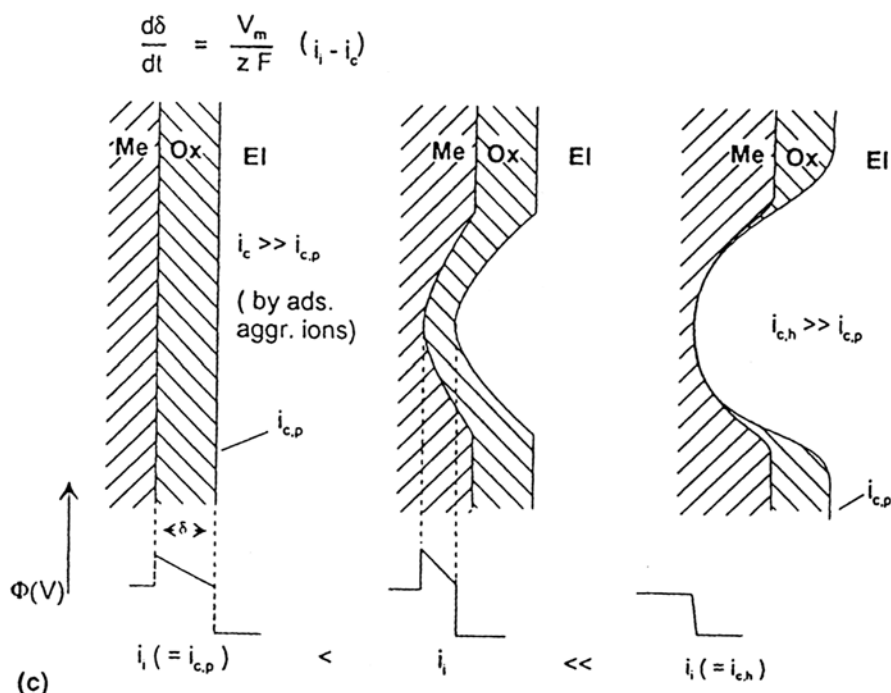 dδ/dt = V_m/z F (i_i - i_c)
Me Ox El
Me Ox El
Me Ox El
i_c >> i_c,p
( by ads.
aggr. ions)
i_c,h >> i_c,p
i_c,p
i_c,p
δ
Φ(V)
i_i (= i_c,p) < i_i << i_i (= i_c,h)
(c)